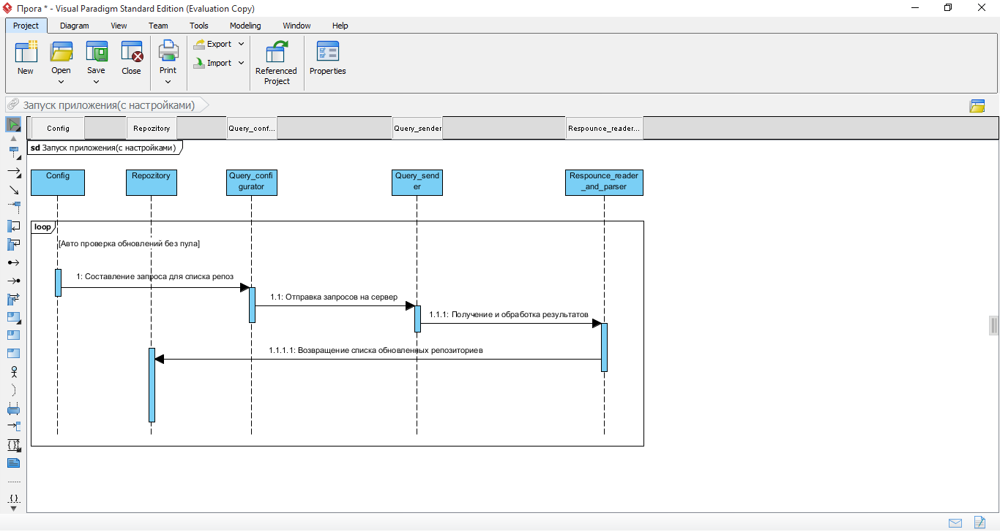 Прога * - Visual Paradigm Standard Edition (Evaluation Copy)
Project Diagram View Team Tools Modeling Window Help
New
Open
Save
Close
Print
Export
Import
Referenced
Project
Properties
Запуск приложения(с настройками)
Config Repozitory Query_conf... Query_sender Respounce_reader...
sd Запуск приложения(с настройками)
Config
Repozitory
Query_confi
gurator
Query_send
er
Respounce_reader
_and_parser
loop
[Авто проверка обновлений без пула]
1: Составление запроса для списка репоз
1.1: Отправка запросов на сервер
1.1.1: Получение и обработка результатов
1.1.1.1: Возвращение списка обновленных репозиториев